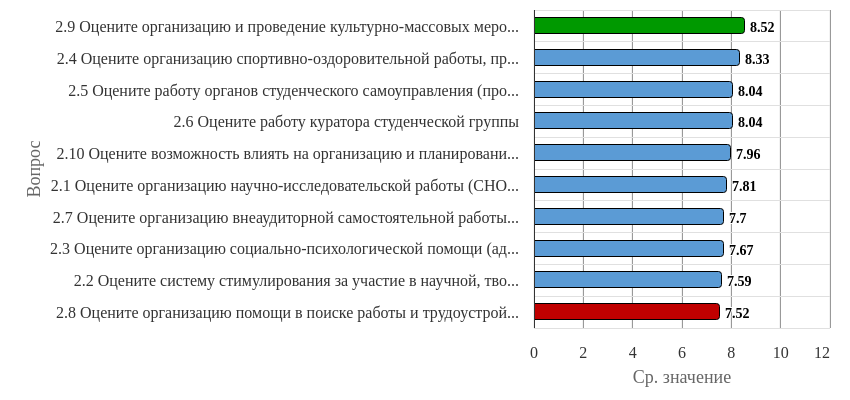 2.9 Оцените организацию и проведение культурно-массовых меро... 8.52
2.4 Оцените организацию спортивно-оздоровительной работы, пр... 8.33
2.5 Оцените работу органов студенческого самоуправления (про... 8.04
2.6 Оцените работу куратора студенческой группы 8.04
2.10 Оцените возможность влиять на организацию и планировани... 7.96
2.1 Оцените организацию научно-исследовательской работы (СНО... 7.81
2.7 Оцените организацию внеаудиторной самостоятельной работы... 7.7
2.3 Оцените организацию социально-психологической помощи (ад... 7.67
2.2 Оцените систему стимулирования за участие в научной, тво... 7.59
2.8 Оцените организацию помощи в поиске работы и трудоустрой... 7.52
Вопрос
0 2 4 6 8 10 12
Ср. значение